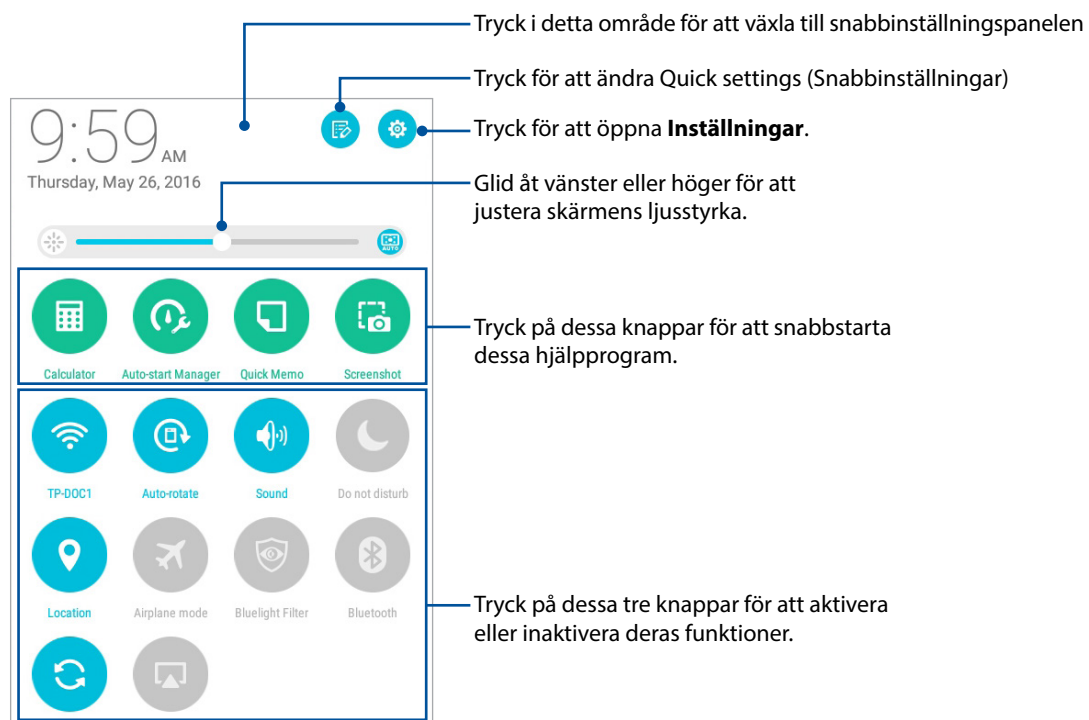 Tryck i detta område för att växla till snabbinställningspanelen
Tryck för att ändra Quick settings (Snabbinställningar)
Tryck för att öppna Inställningar.
9:59 AM
Thursday, May 26, 2016
Glid åt vänster eller höger för att
justera skärmens ljusstyrka.
AUTO
Calculator
Auto-start Manager
Quick Memo
Screenshot
Tryck på dessa knappar för att snabbstarta
dessa hjälpprogram.
TP-DOC1
Auto-rotate
Sound
Do not disturb
Location
Airplane mode
Bluelight Filter
Bluetooth
Tryck på dessa tre knappar för att aktivera
eller inaktivera deras funktioner.